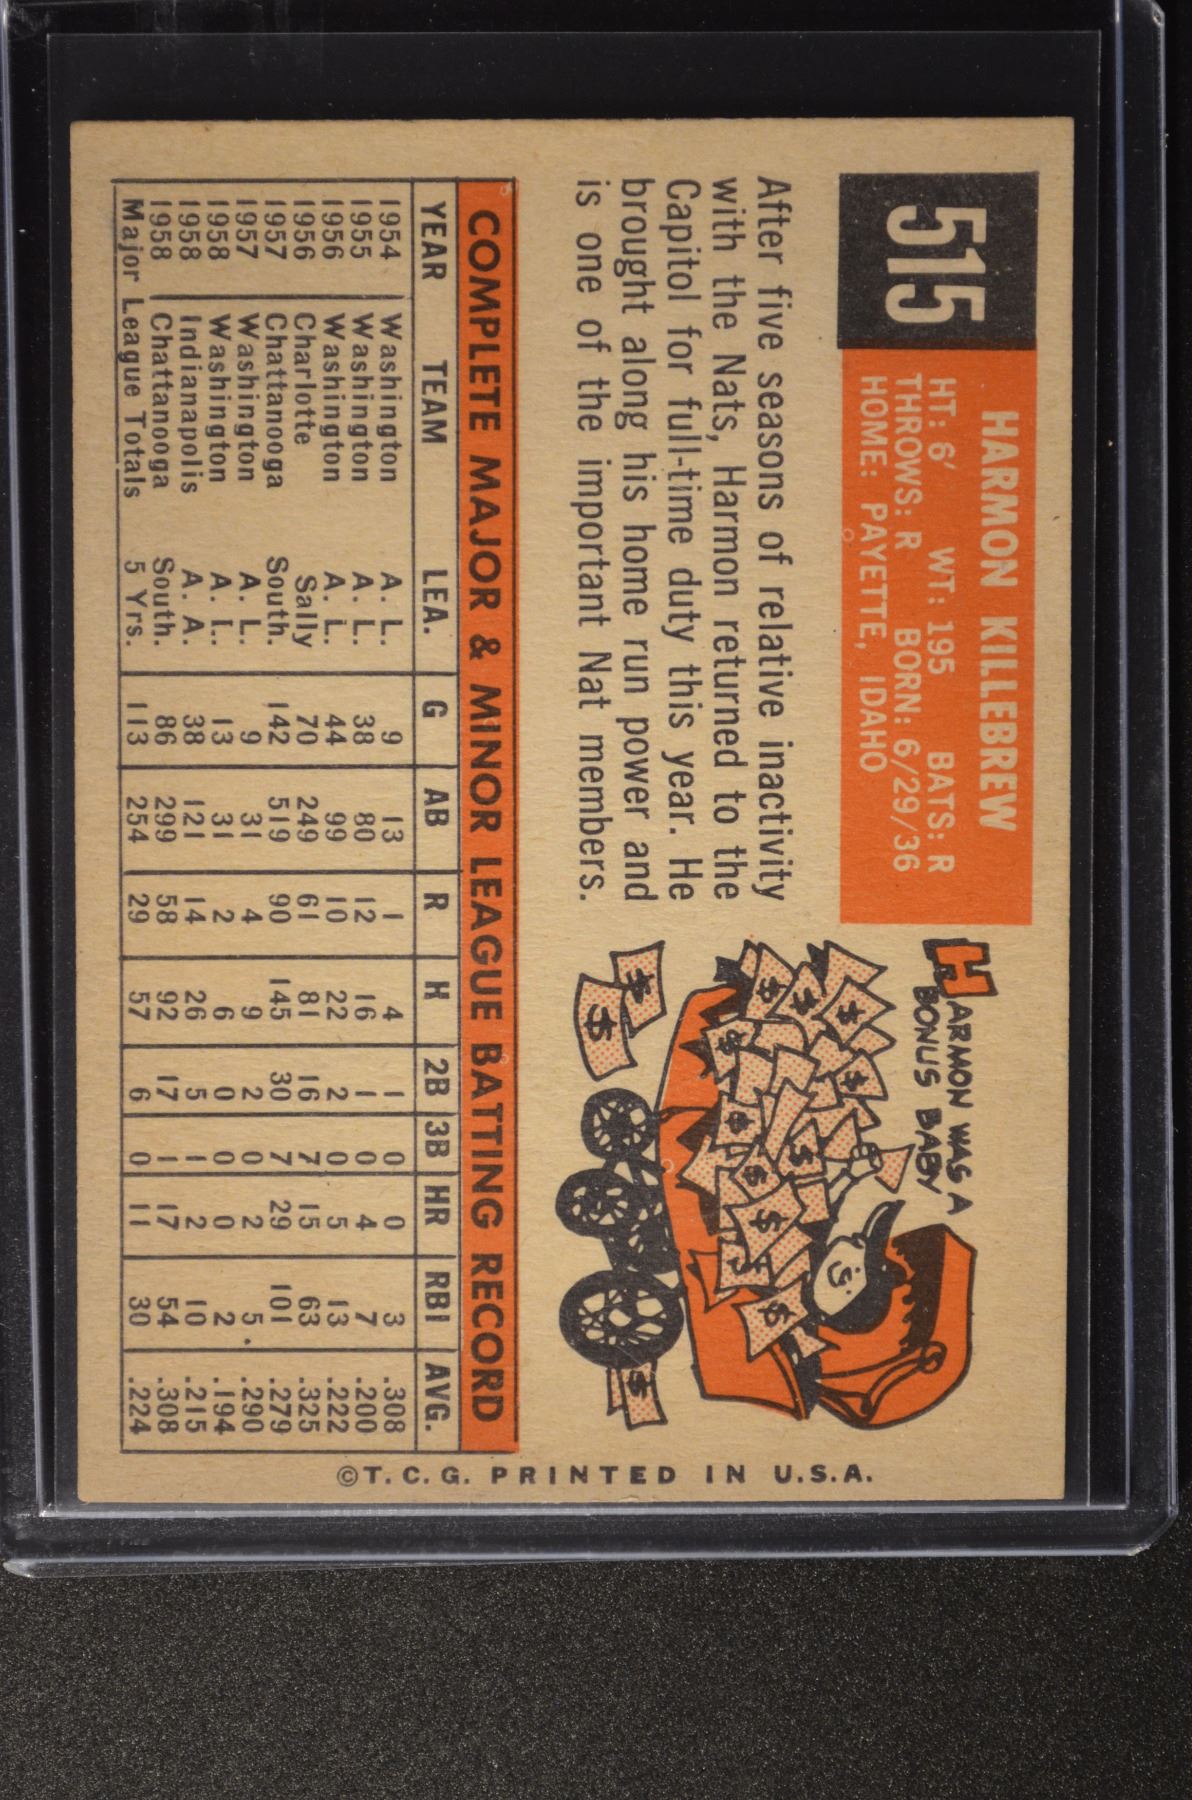 515
HARMON KILLEBREW
HT: 6' WT: 195 BATS: R
THROWS: R BORN: 6/29/36
HOME: PAYETTE, IDAHO
HARMON WAS A
BONUS BABY
After five seasons of relative inactivity
with the Nats, Harmon returned to the
Capitol for full-time duty this year. He
brought along his home run power and
is one of the important Nat members.
$ $ $ $ $ $ $ $ $ $ $ $ $ $
COMPLETE MAJOR & MINOR LEAGUE BATTING RECORD
YEAR TEAM LEA. G AB R H 2B 3B HR RBI AVG.
1954 Washington A. L. 9 13 1 4 1 0 0 3 .308
1955 Washington A. L. 38 80 12 16 1 0 4 7 .200
1956 Washington A. L. 44 99 10 22 2 0 5 13 .222
1956 Charlotte Sally 70 249 61 81 16 7 15 63 .325
1957 Chattanooga South. 142 519 90 145 30 7 29 101 .279
1957 Washington A. L. 9 31 4 9 2 0 2 5 .290
1958 Washington A. L. 13 31 2 6 0 0 0 2 .194
1958 Indianapolis A. A. 38 121 14 26 5 1 2 10 .215
1958 Chattanooga South. 86 299 58 92 17 1 17 54 .308
Major League Totals 5 Yrs. 113 254 29 57 6 0 11 30 .224
©T.C.G. PRINTED IN U.S.A.